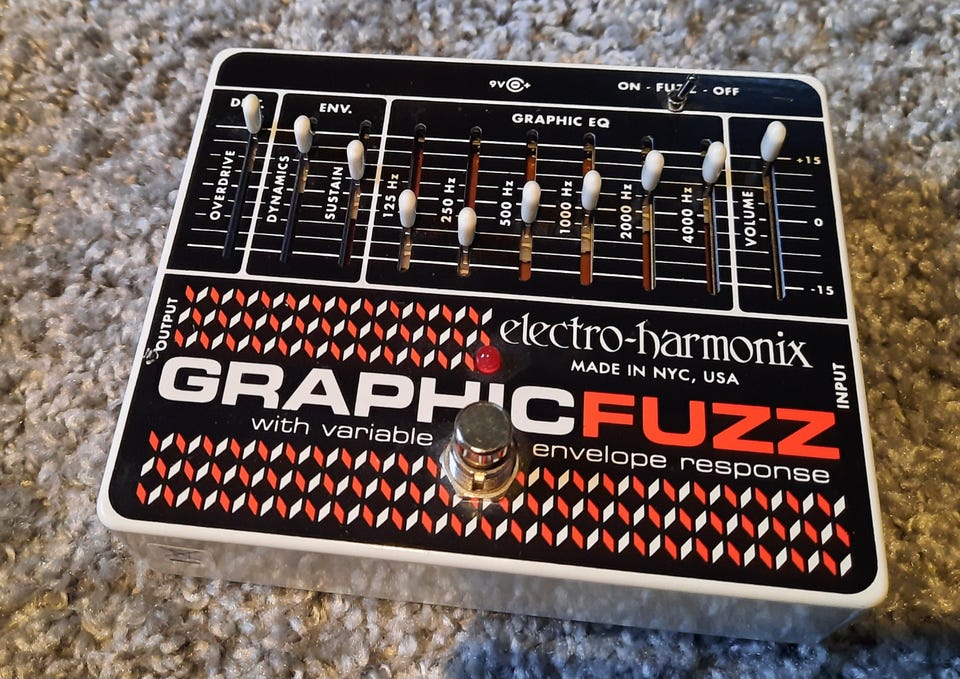 9V
ON - FUZZ - OFF
ENV.
GRAPHIC EQ
OVERDRIVE
DYNAMICS
SUSTAIN
125 Hz
250 Hz
500 Hz
1000 Hz
2000 Hz
4000 Hz
VOLUME
+15
0
-15
OUTPUT
electro-harmonix
MADE IN NYC, USA
INPUT
GRAPHICFUZZ
with variable envelope response